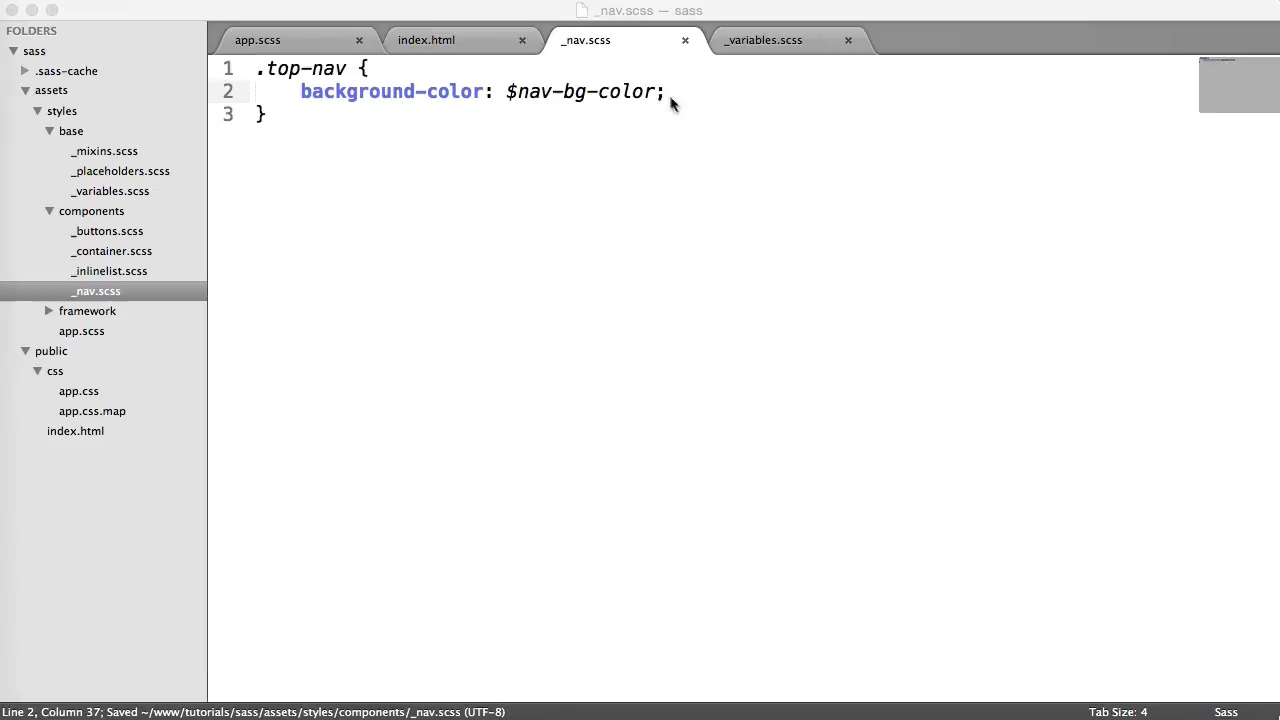 _nav.scss — sass
FOLDERS
sass
.sass-cache
assets
styles
base
_mixins.scss
_placeholders.scss
_variables.scss
components
_buttons.scss
_container.scss
_inlinelist.scss
_nav.scss
framework
app.scss
public
css
app.css
app.css.map
index.html
app.scss × index.html × _nav.scss × _variables.scss ×
1 .top-nav {
2 background-color: $nav-bg-color;
3 }
Line 2, Column 37; Saved ~/www/tutorials/sass/assets/styles/components/_nav.scss (UTF-8) Tab Size: 4 Sass